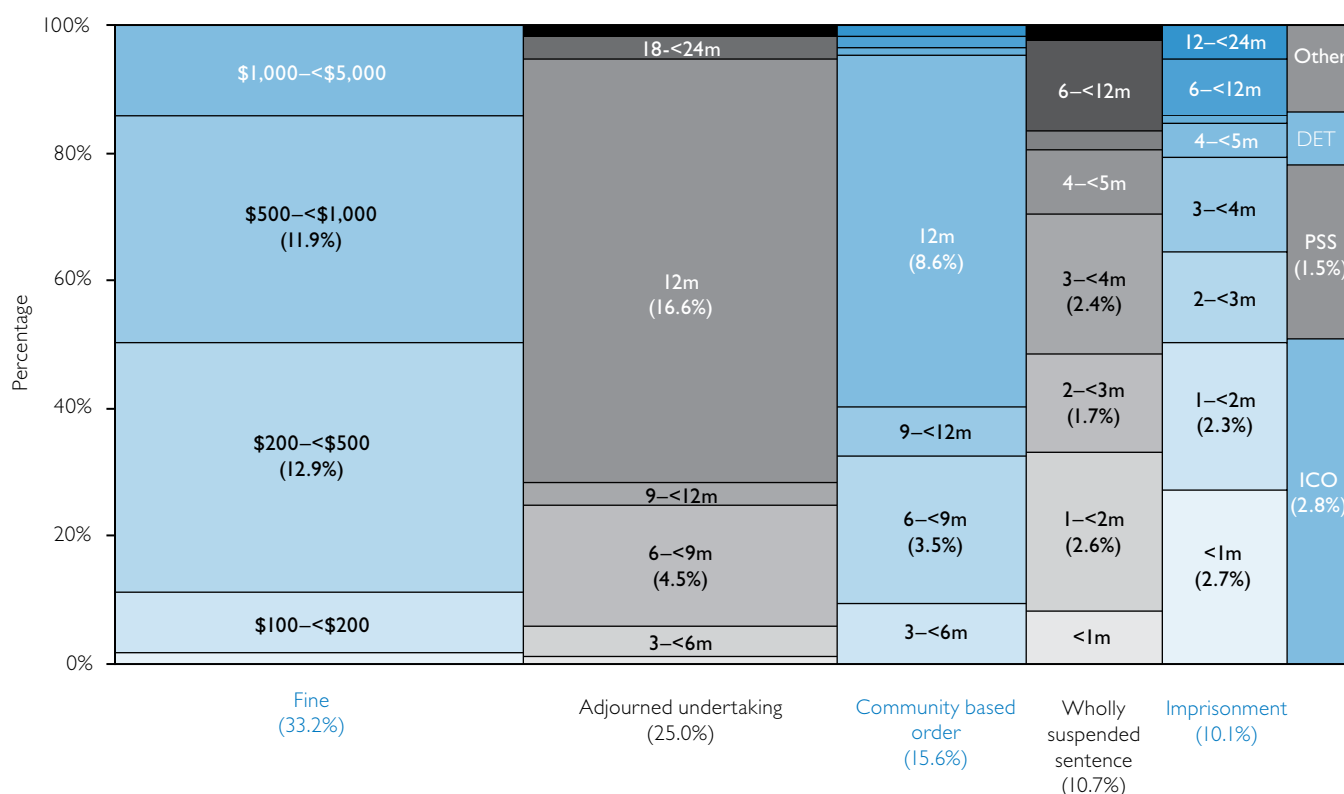 Percentage
100%
80%
60%
40%
20%
0%
$1,000–<$5,000
$500–<$1,000
(11.9%)
$200–<$500
(12.9%)
$100–<$200
18-<24m
12m
(16.6%)
9–<12m
6–<9m
(4.5%)
3–<6m
12m
(8.6%)
9–<12m
6–<9m
(3.5%)
3–<6m
6–<12m
4–<5m
3–<4m
(2.4%)
2–<3m
(1.7%)
1–<2m
(2.6%)
<1m
12–<24m
6–<12m
4–<5m
3–<4m
2–<3m
1–<2m
(2.3%)
<1m
(2.7%)
Other
DET
PSS
(1.5%)
ICO
(2.8%)
Fine
(33.2%)
Adjourned undertaking
(25.0%)
Community based
order
(15.6%)
Wholly
suspended
sentence
(10.7%)
Imprisonment
(10.1%)